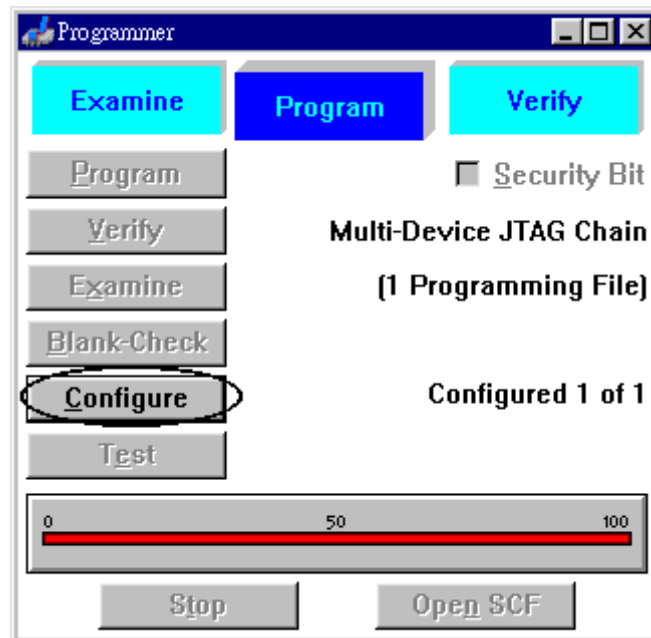 Programmer
Examine Program Verify
Program Security Bit
Verify Multi-Device JTAG Chain
Examine (1 Programming File)
Blank-Check
Configure Configured 1 of 1
Test
0 50 100
Stop Open SCF